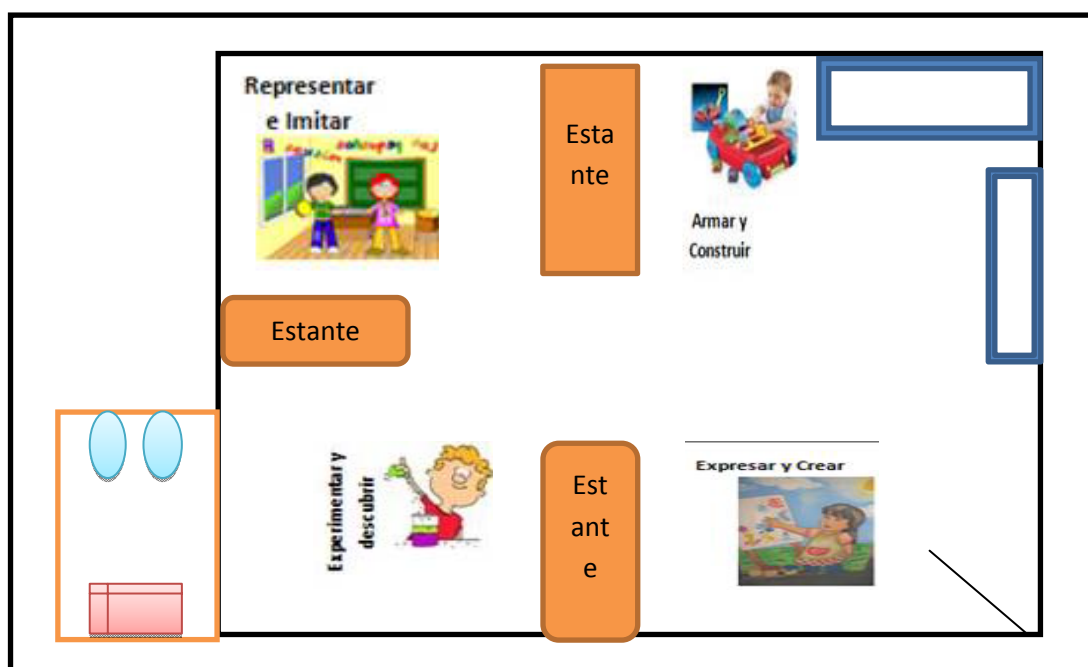 Representar
e Imitar
Esta
nte
Armar y
Construir
Estante
Experimentar y
descubrir
Est
ant
e
Expresar y Crear